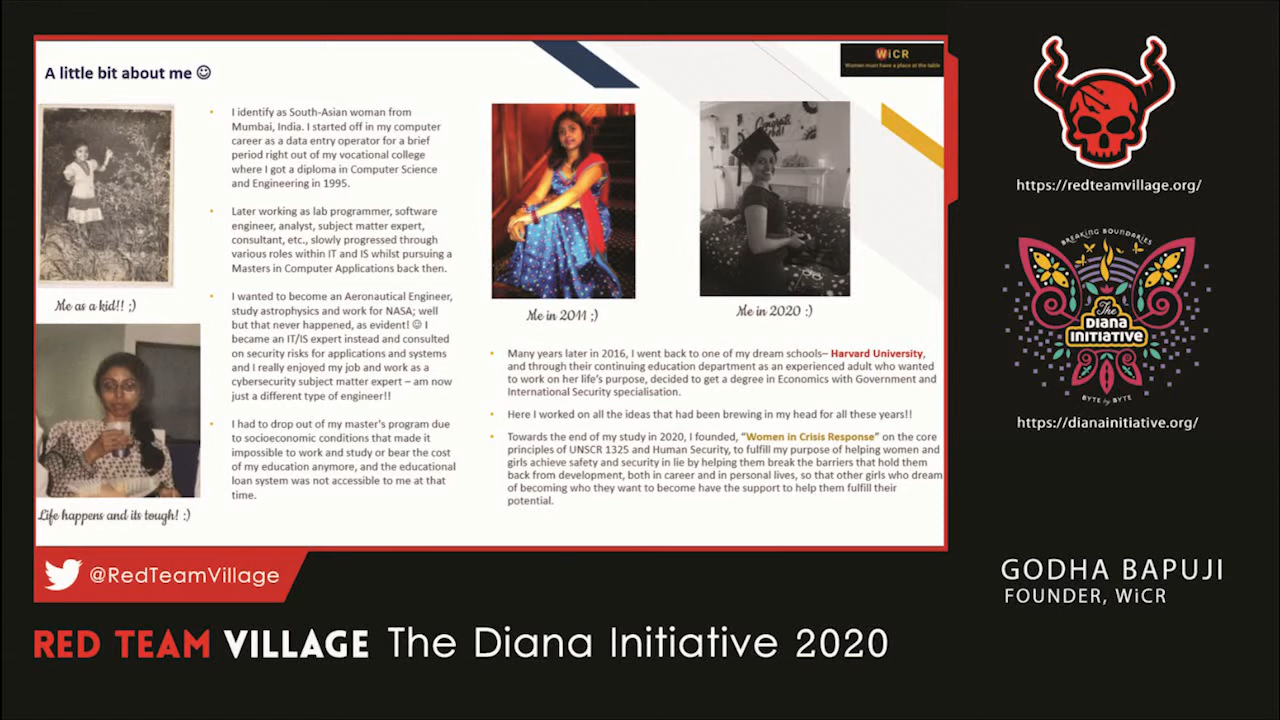 A little bit about me ☺
WiCR
Women must have a place at the table
I identify as South-Asian woman from
Mumbai, India. I started off in my computer
career as a data entry operator for a brief
period right out of my vocational college
where I got a diploma in Computer Science
and Engineering in 1995.
Later working as lab programmer, software
engineer, analyst, subject matter expert,
consultant, etc., slowly progressed through
various roles within IT and IS whilst pursuing a
Masters in Computer Applications back then.
I wanted to become an Aeronautical Engineer,
study astrophysics and work for NASA; well
but that never happened, as evident! ☺ I
became an IT/IS expert instead and consulted
on security risks for applications and systems
and I really enjoyed my job and work as a
cybersecurity subject matter expert – am now
just a different type of engineer!!
I had to drop out of my master's program due
to socioeconomic conditions that made it
impossible to work and study or bear the cost
of my education anymore, and the educational
loan system was not accessible to me at that
time.
Me as a kid!! ;)
Life happens and its tough! :)
Me in 2011 ;)
Me in 2020 :)
Many years later in 2016, I went back to one of my dream schools– Harvard University,
and through their continuing education department as an experienced adult who wanted
to work on her life's purpose, decided to get a degree in Economics with Government and
International Security specialisation.
Here I worked on all the ideas that had been brewing in my head for all these years!!
Towards the end of my study in 2020, I founded, "Women in Crisis Response" on the core
principles of UNSCR 1325 and Human Security, to fulfill my purpose of helping women and
girls achieve safety and security in lie by helping them break the barriers that hold them
back from development, both in career and in personal lives, so that other girls who dream
of becoming who they want to become have the support to help them fulfill their
potential.
https://redteamvillage.org/
BREAKING BOUNDARIES
The
DIANA
INITIATIVE
BYTE by BYTE
https://dianainitiative.org/
GODHA BAPUJI
FOUNDER, WiCR
@RedTeamVillage
RED TEAM VILLAGE The Diana Initiative 2020